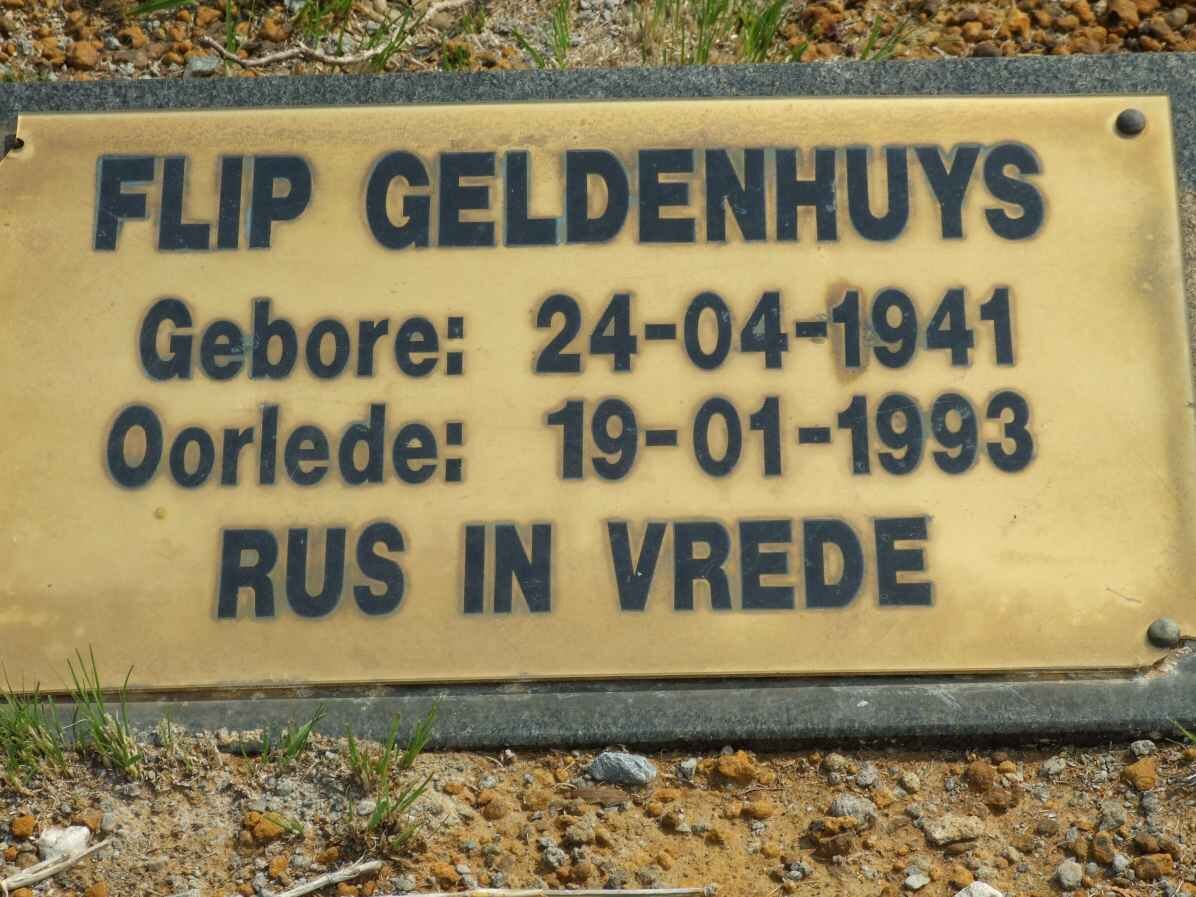 FLIP GELDENHUYS
Gebore: 24-04-1941
Oorlede: 19-01-1993
RUS IN VREDE